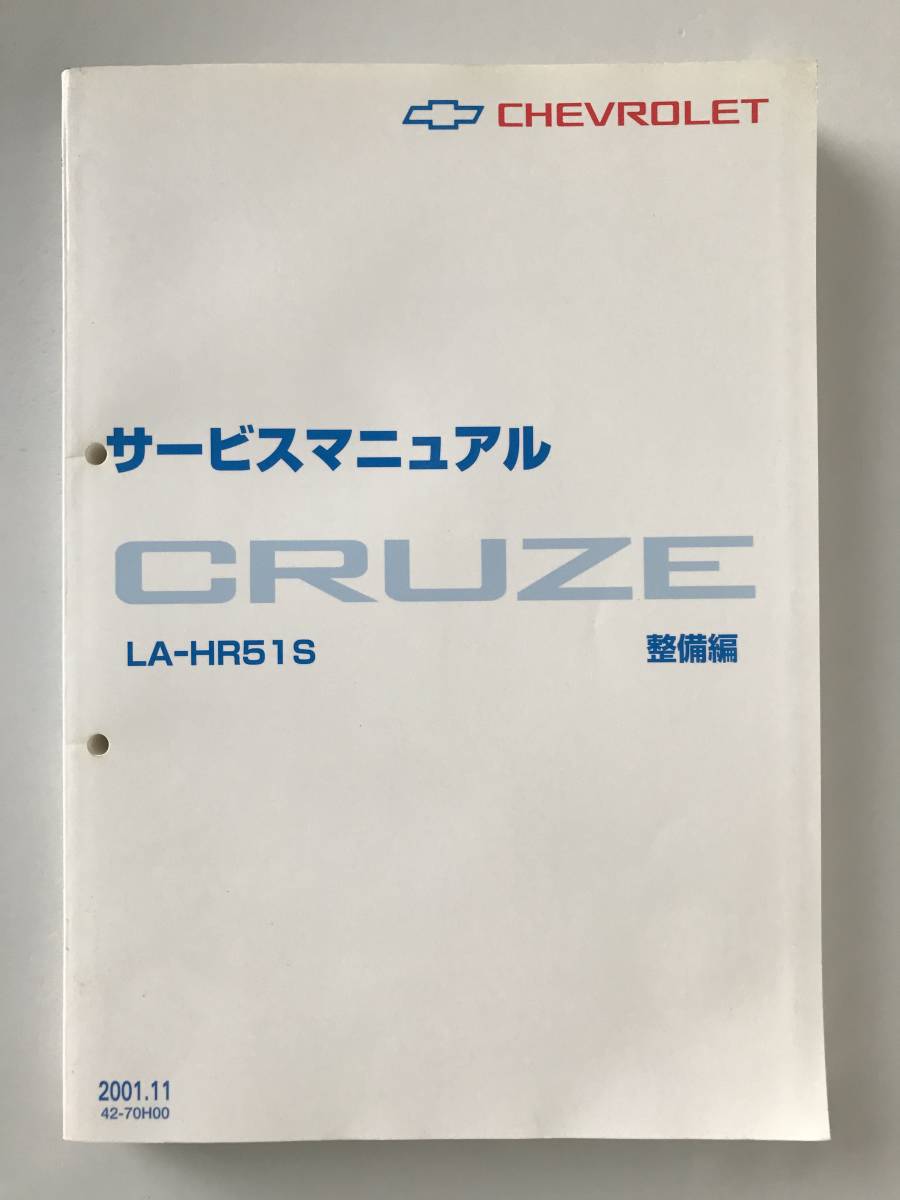 CHEVROLET
サービスマニュアル
CRUZE
LA-HR51S 整備編
2001.11
42-70H00